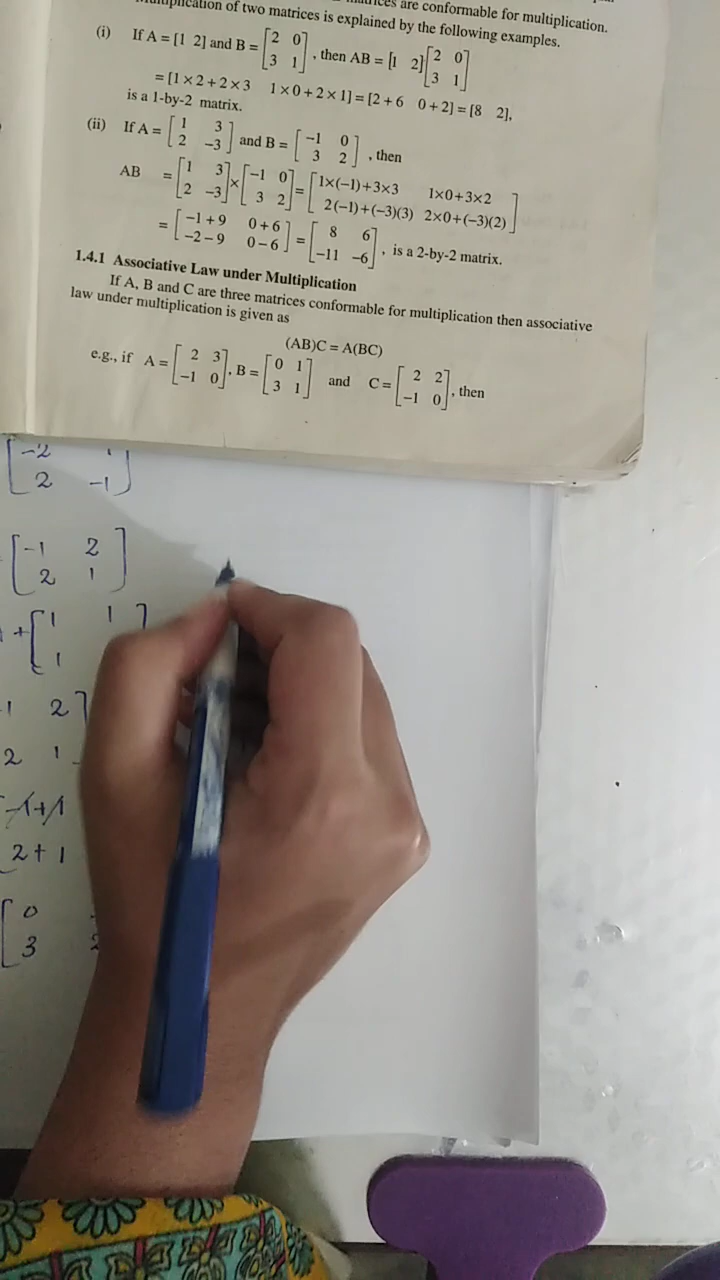 are conformable for multiplication.
of two matrices is explained by the following examples.
(i) If A = [1 2] and B = [2 0; 3 1], then AB = [1 2][2 0; 3 1]
= [1×2+2×3 1×0+2×1] = [2+6 0+2] = [8 2],
is a 1-by-2 matrix.
(ii) If A = [1 3; 2 −3] and B = [−1 0; 3 2], then
AB = [1 3; 2 −3] × [−1 0; 3 2] = [1×(−1)+3×3 1×0+3×2; 2(−1)+(−3)(3) 2×0+(−3)(2)]
= [−1+9 0+6; −2−9 0−6] = [8 6; −11 −6], is a 2-by-2 matrix.
1.4.1 Associative Law under Multiplication
If A, B and C are three matrices conformable for multiplication then associative
law under multiplication is given as
(AB)C = A(BC)
e.g., if A = [2 3; −1 0], B = [0 1; 3 1] and C = [2 2; −1 0], then
[-2
2 -1]
[-1 2
2 1]
+[1 1]
1
-1 2]
2 1
2+1
[0
3